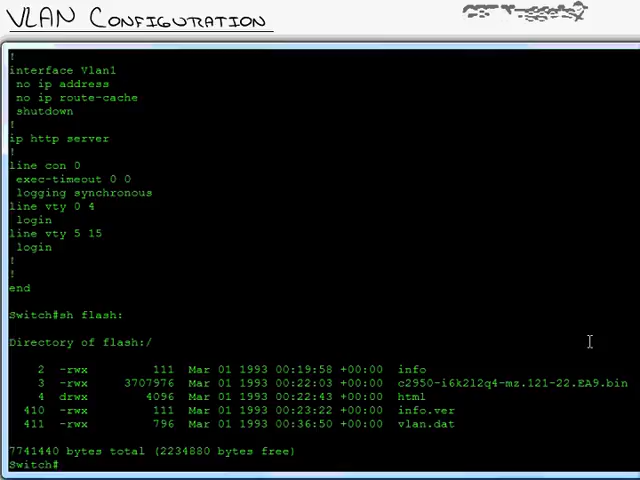 VLAN CONFIGURATION
!
interface Vlan1
no ip address
no ip route-cache
shutdown
!
ip http server
!
line con 0
exec-timeout 0 0
logging synchronous
line vty 0 4
login
line vty 5 15
login
!
!
end
Switch#sh flash:
Directory of flash:/
2 -rwx 111 Mar 01 1993 00:19:58 +00:00 info
3 -rwx 3707976 Mar 01 1993 00:22:03 +00:00 c2950-i6k2l2q4-mz.121-22.EA9.bin
4 drwx 4096 Mar 01 1993 00:22:43 +00:00 html
410 -rwx 111 Mar 01 1993 00:23:22 +00:00 info.ver
411 -rwx 796 Mar 01 1993 00:36:50 +00:00 vlan.dat
7741440 bytes total (2234880 bytes free)
Switch#